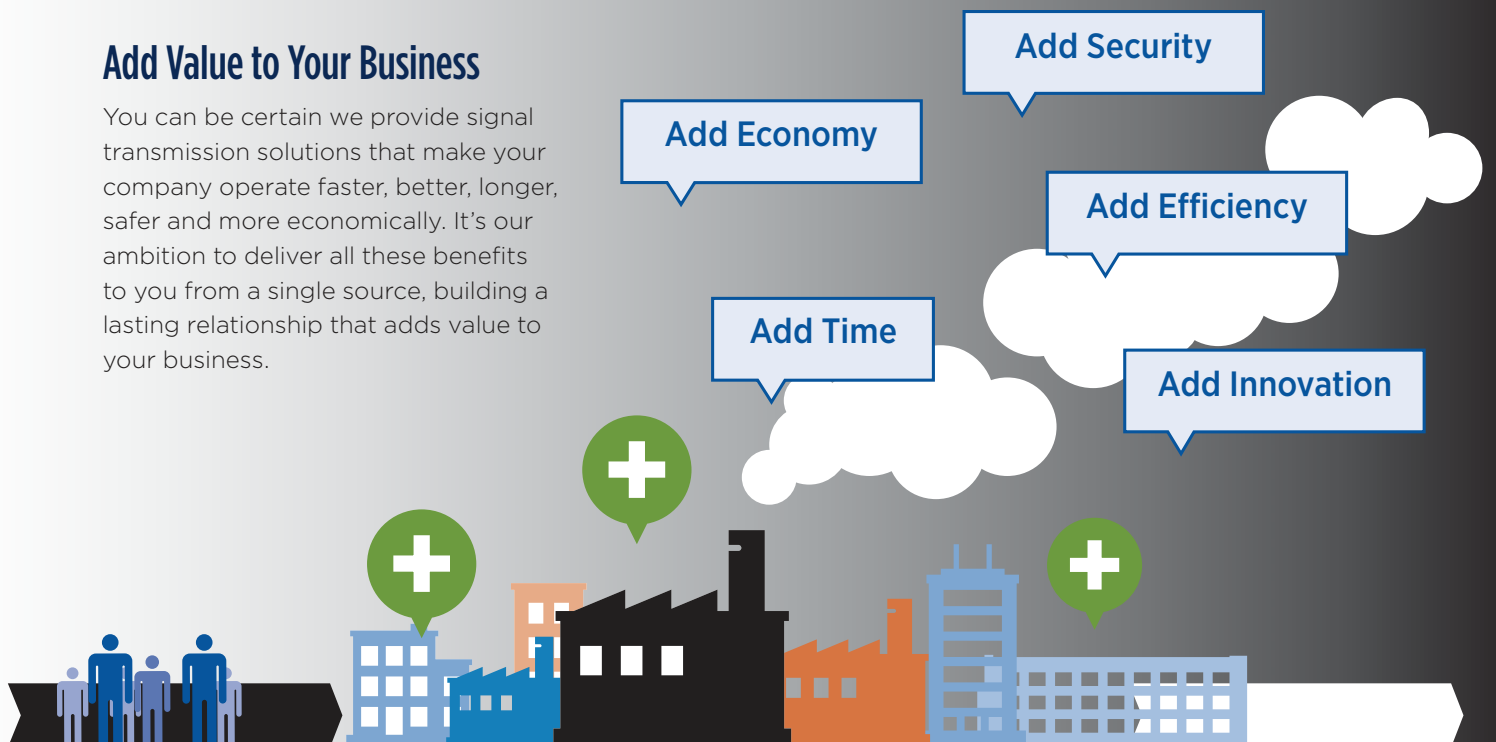 Add Value to Your Business
You can be certain we provide signal
transmission solutions that make your
company operate faster, better, longer,
safer and more economically. It’s our
ambition to deliver all these benefits
to you from a single source, building a
lasting relationship that adds value to
your business.
Add Security
Add Economy
Add Efficiency
Add Time
Add Innovation